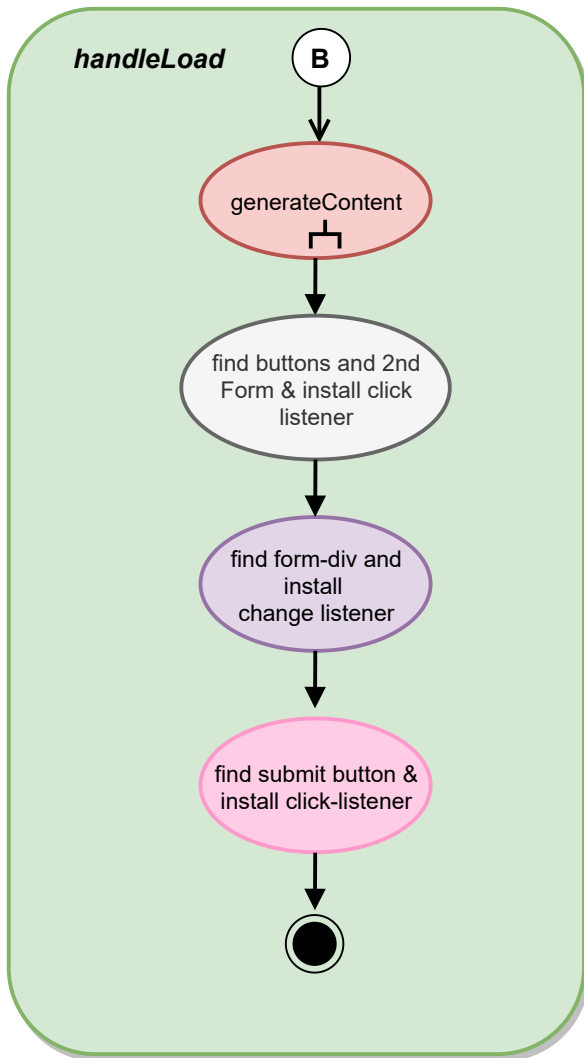 handleLoad
B
generateContent
find buttons and 2nd
Form & install click
listener
find form-div and
install
change listener
find submit button &
install click-listener